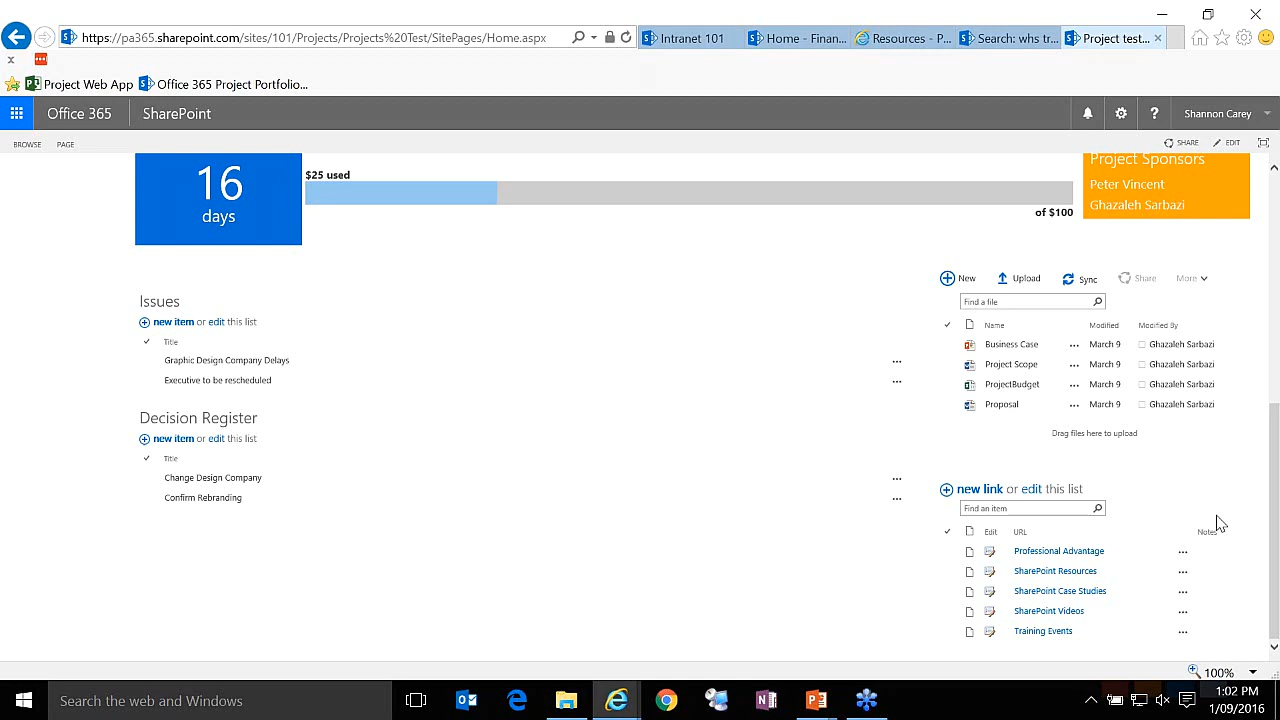 https://pa365.sharepoint.com/sites/101/Projects/Projects%20Test/SitePages/Home.aspx
Intranet 101
Home - Finan...
Resources - P...
Search: whs tr...
Project test...
x
Project Web App
Office 365 Project Portfolio...
Office 365
SharePoint
?
Shannon Carey
BROWSE
PAGE
SHARE
EDIT
16
days
$25 used
of $100
Project Sponsors
Peter Vincent
Ghazaleh Sarbazi
Issues
new item or edit this list
Title
Graphic Design Company Delays ...
Executive to be rescheduled ...
Decision Register
new item or edit this list
Title
Change Design Company ...
Confirm Rebranding ...
New Upload Sync Share More
Find a file
Name Modified Modified By
Business Case ... March 9 Ghazaleh Sarbazi
Project Scope ... March 9 Ghazaleh Sarbazi
ProjectBudget ... March 9 Ghazaleh Sarbazi
Proposal ... March 9 Ghazaleh Sarbazi
Drag files here to upload
new link or edit this list
Find an item
Edit URL Notes
Professional Advantage ...
SharePoint Resources ...
SharePoint Case Studies ...
SharePoint Videos ...
Training Events ...
100%
Search the web and Windows
1:02 PM
1/09/2016